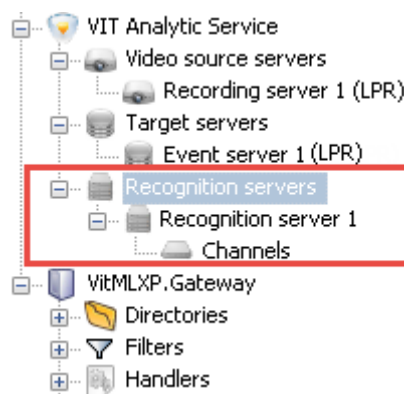 VIT Analytic Service
Video source servers
Recording server 1 (LPR)
Target servers
Event server 1 (LPR)
Recognition servers
Recognition server 1
Channels
VitMLXP.Gateway
Directories
Filters
Handlers